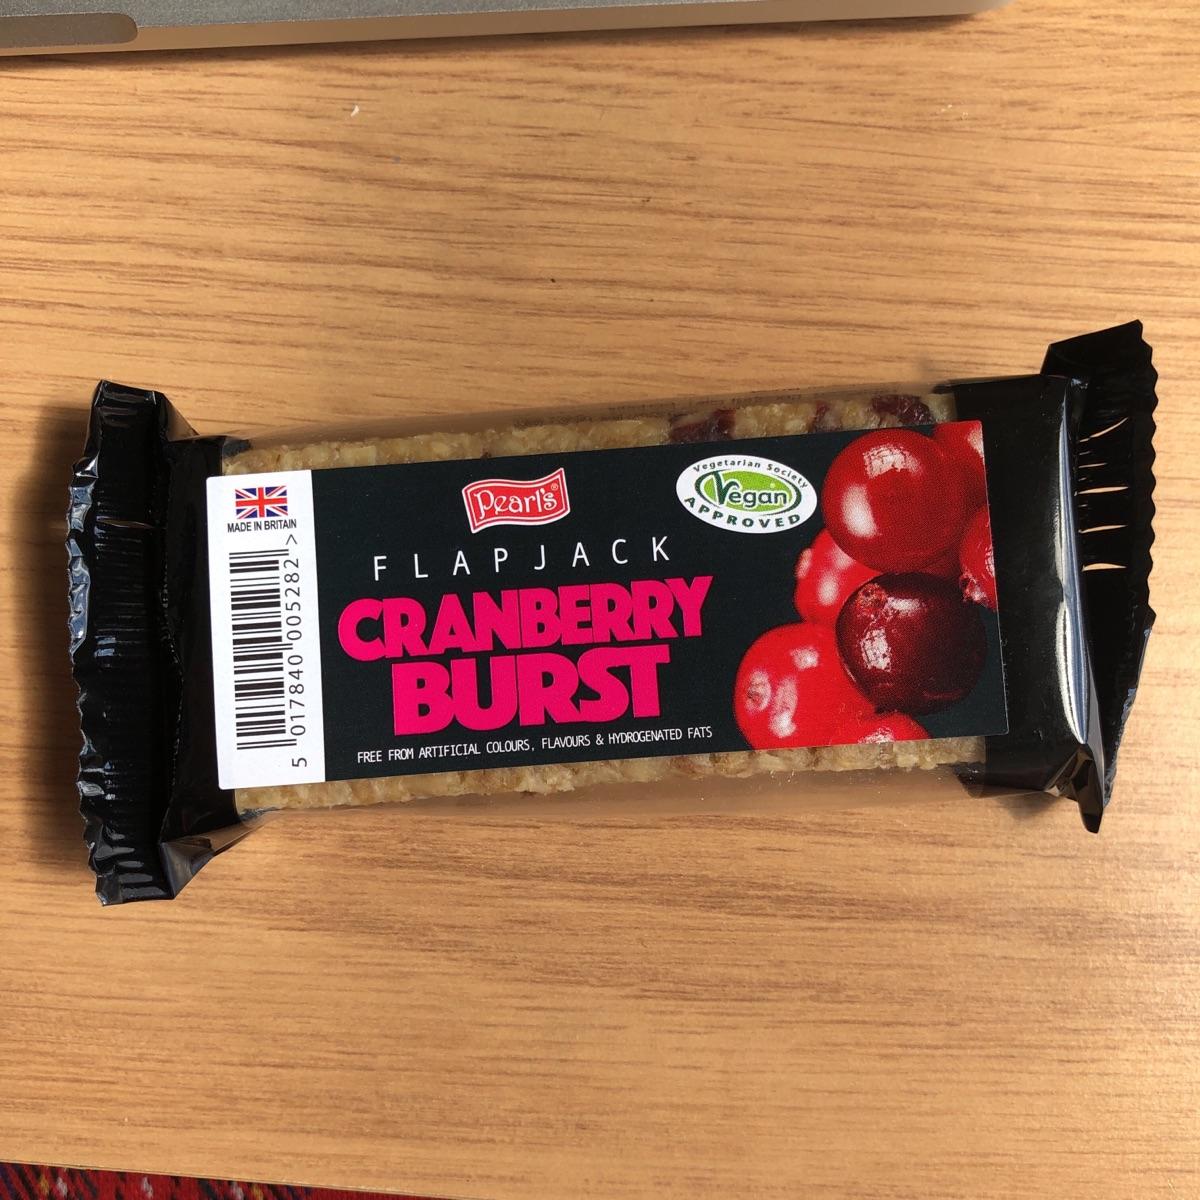 MADE IN BRITAIN
5 017840 005282 >
Pearl's®
FLAPJACK
CRANBERRY
BURST
FREE FROM ARTIFICIAL COLOURS, FLAVOURS & HYDROGENATED FATS
Vegetarian Society
Vegan
APPROVED